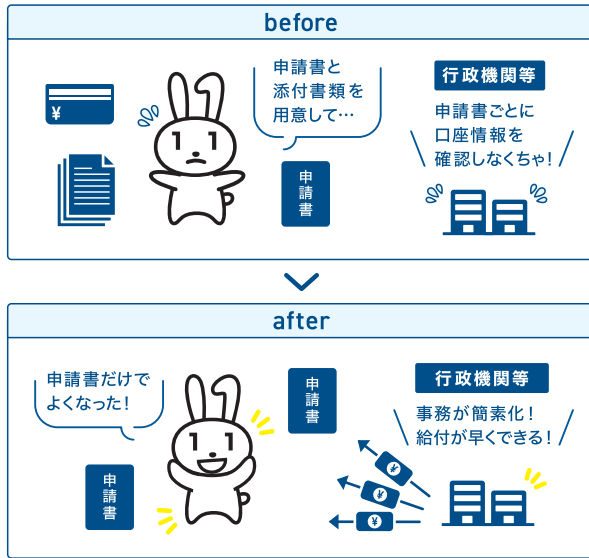 before
申請書と
添付書類を
用意して…
行政機関等
申請書ごとに
口座情報を
確認しなくちゃ!
¥
申請書
after
申請書だけで
よくなった!
申請書
行政機関等
事務が簡素化!
給付が早くできる!
申請書
¥
¥
¥